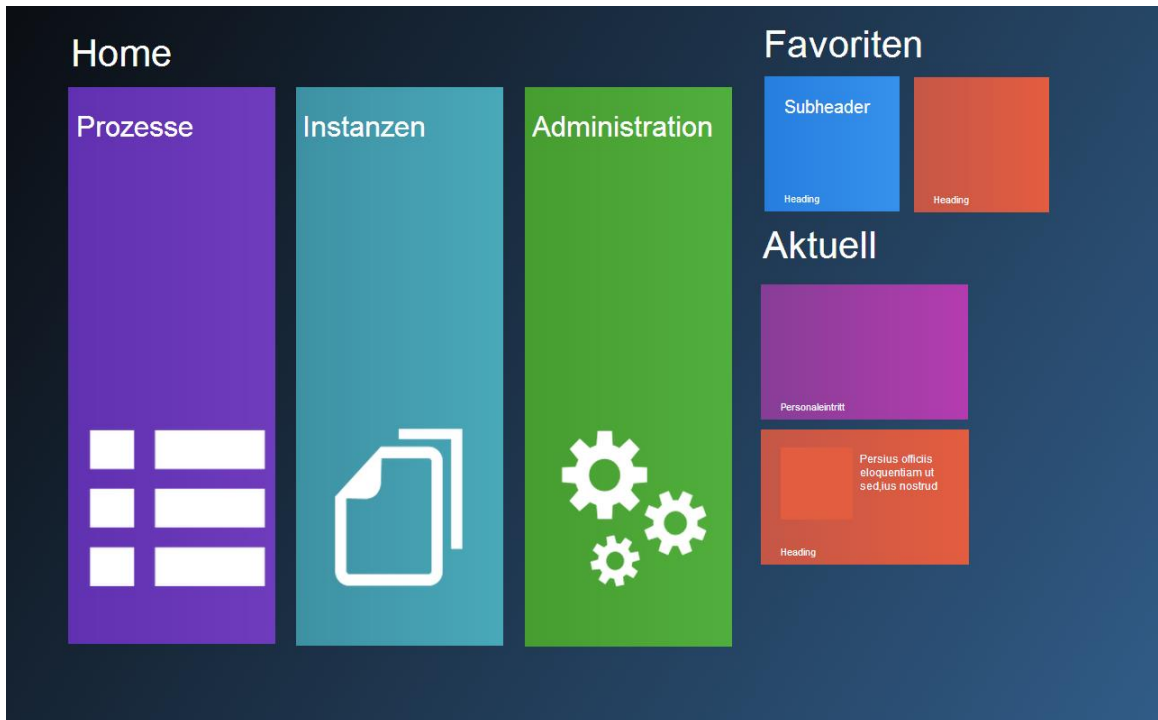 Home
Prozesse
Instanzen
Administration
Favoriten
Subheader
Heading
Heading
Aktuell
Personaleintritt
Persius officiis
eloquentiam ut
sed,ius nostrud
Heading